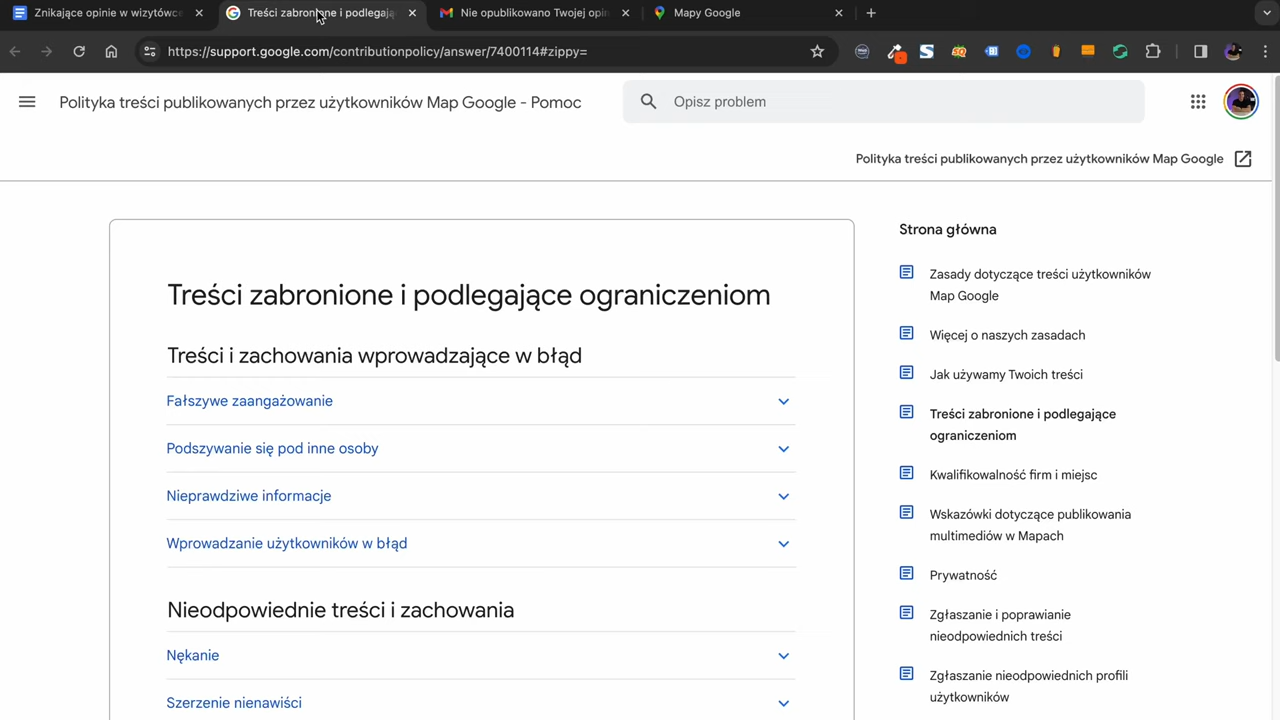 Znikające opinie w wizytówce
Treści zabronione i podlegają
Nie opublikowano Twojej opin
Mapy Google
https://support.google.com/contributionpolicy/answer/7400114#zippy=
Polityka treści publikowanych przez użytkowników Map Google - Pomoc
Opisz problem
Polityka treści publikowanych przez użytkowników Map Google
Treści zabronione i podlegające ograniczeniom
Treści i zachowania wprowadzające w błąd
Fałszywe zaangażowanie
Podszywanie się pod inne osoby
Nieprawdziwe informacje
Wprowadzanie użytkowników w błąd
Nieodpowiednie treści i zachowania
Nękanie
Szerzenie nienawiści
Strona główna
Zasady dotyczące treści użytkowników
Map Google
Więcej o naszych zasadach
Jak używamy Twoich treści
Treści zabronione i podlegające
ograniczeniom
Kwalifikowalność firm i miejsc
Wskazówki dotyczące publikowania
multimediów w Mapach
Prywatność
Zgłaszanie i poprawianie
nieodpowiednich treści
Zgłaszanie nieodpowiednich profili
użytkowników